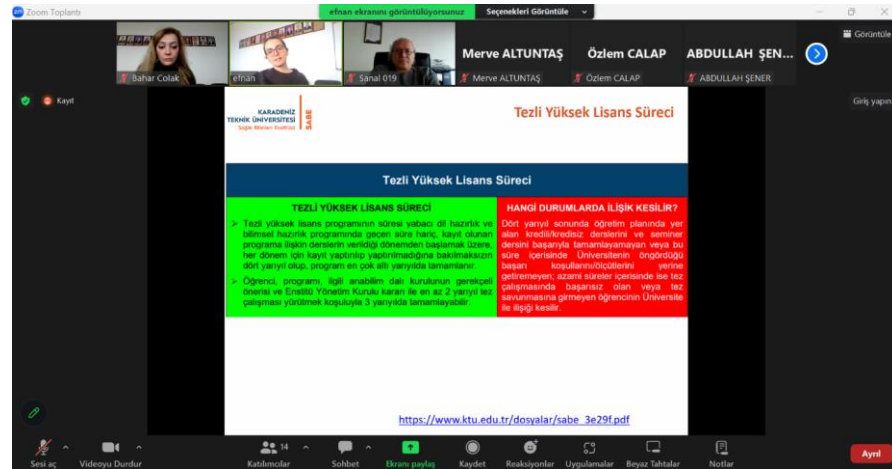 Zoom Toplantı
efnan ekranını görüntülüyorsunuz
Seçenekleri Görüntüle
Görüntüle
Bahar Colak
efnan
Sanal 019
Merve ALTUNTAŞ
Merve ALTUNTAŞ
Özlem CALAP
Özlem CALAP
ABDULLAH ŞEN...
ABDULLAH ŞENER
Kayıt
Giriş yapın
KARADENİZ
TEKNİK ÜNİVERSİTESİ
Sağlık Bilimleri Enstitüsü
SABE
Tezli Yüksek Lisans Süreci
Tezli Yüksek Lisans Süreci
TEZLİ YÜKSEK LİSANS SÜRECİ
➢ Tezli yüksek lisans programının süresi yabancı dil hazırlık ve
bilimsel hazırlık programında geçen süre hariç, kayıt olunan
programa ilişkin derslerin verildiği dönemden başlamak üzere,
her dönem için kayıt yaptırılıp yaptırılmadığına bakılmaksızın
dört yarıyıl olup, program en çok altı yarıyılda tamamlanır.
➢ Öğrenci, programı, ilgili anabilim dalı kurulunun gerekçeli
önerisi ve Enstitü Yönetim Kurulu kararı ile en az 2 yarıyıl tez
çalışması yürütmek koşuluyla 3 yarıyılda tamamlayabilir.
HANGİ DURUMLARDA İLİŞİK KESİLİR?
Dört yarıyıl sonunda öğretim planında yer
alan kredili/kredisiz derslerini ve seminer
dersini başarıyla tamamlayamayan veya bu
süre içerisinde Üniversitenin öngördüğü
başarı koşullarını/ölçütlerini yerine
getiremeyen; azami süreler içerisinde ise tez
çalışmasında başarısız olan veya tez
savunmasına girmeyen öğrencinin Üniversite
ile ilişiği kesilir.
https://www.ktu.edu.tr/dosyalar/sabe_3e29f.pdf
Sesi aç
Videoyu Durdur
14
Katılımcılar
Sohbet
Ekranı paylaş
Kaydet
Reaksiyonlar
Uygulamalar
Beyaz Tahtalar
Notlar
Ayrıl